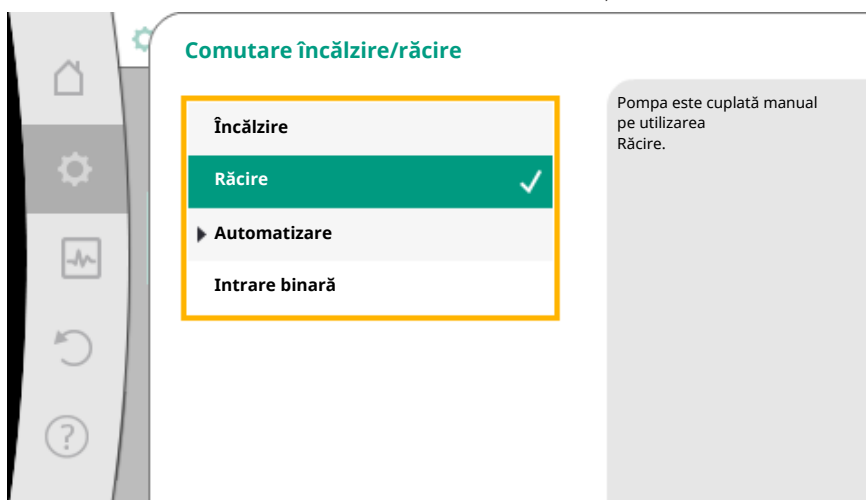 Comutare încălzire/răcire
Încălzire
Răcire
Automatizare
Intrare binară
Pompa este cuplată manual
pe utilizarea
Răcire.
?